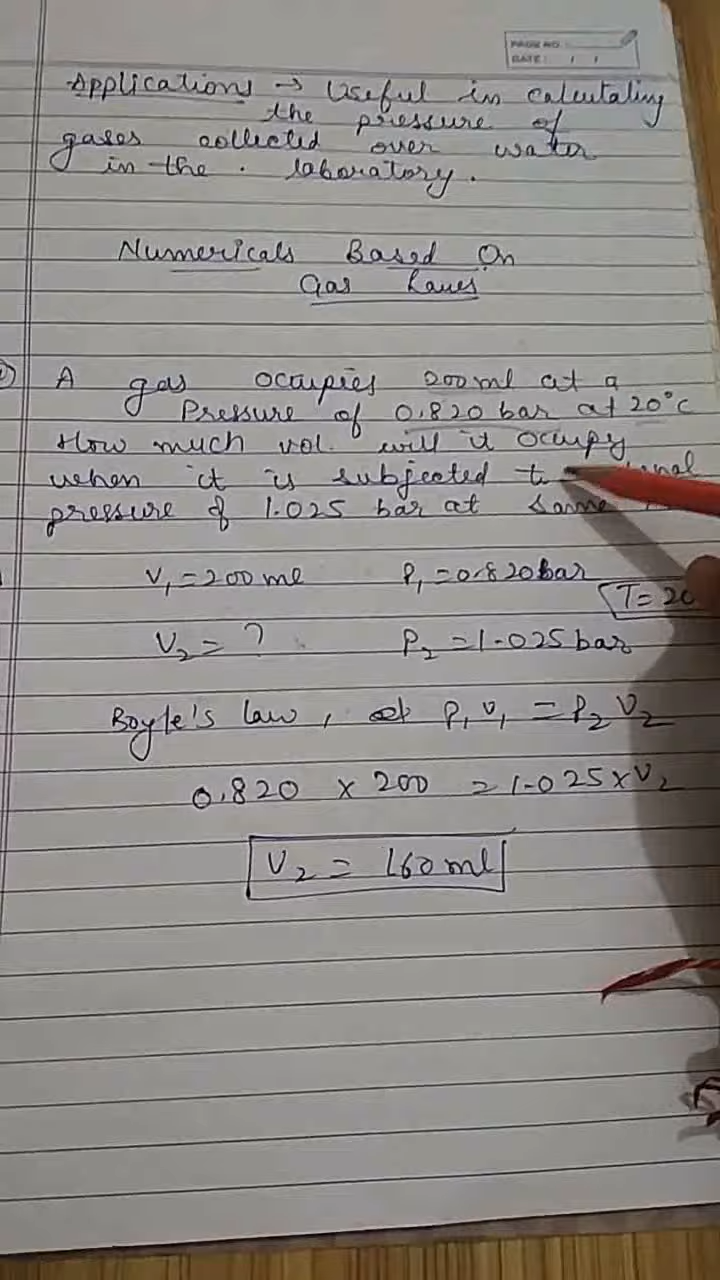 PAGE NO.
DATE: / /
Applications → Useful in calculating
the pressure of
gases collected over water
in the laboratory.
Numericals Based On
Gas Laws
A gas occupies 200ml at a
Pressure of 0.820 bar at 20°C
How much vol. will it occupy
when it is subjected
pressure of 1.025 bar at same
V₁ = 200 ml P₁ = 0.820 bar
T = 20
V₂ = ? P₂ = 1.025 bar
Boyle's law, P₁V₁ = P₂V₂
0.820 × 200 = 1.025 × V₂
V₂ = 160 ml